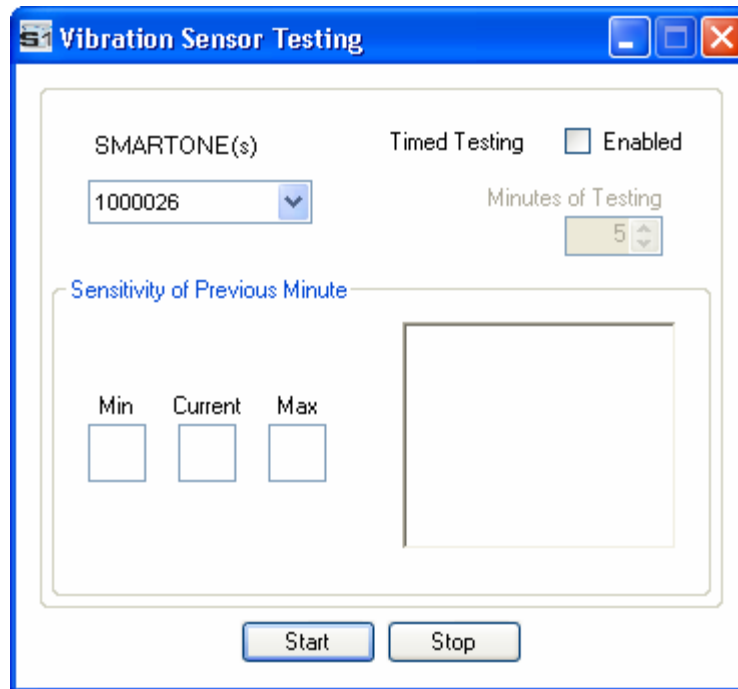 S1 Vibration Sensor Testing
SMARTONE(s)
Timed Testing Enabled
1000026
Minutes of Testing
5
Sensitivity of Previous Minute
Min Current Max
Start Stop